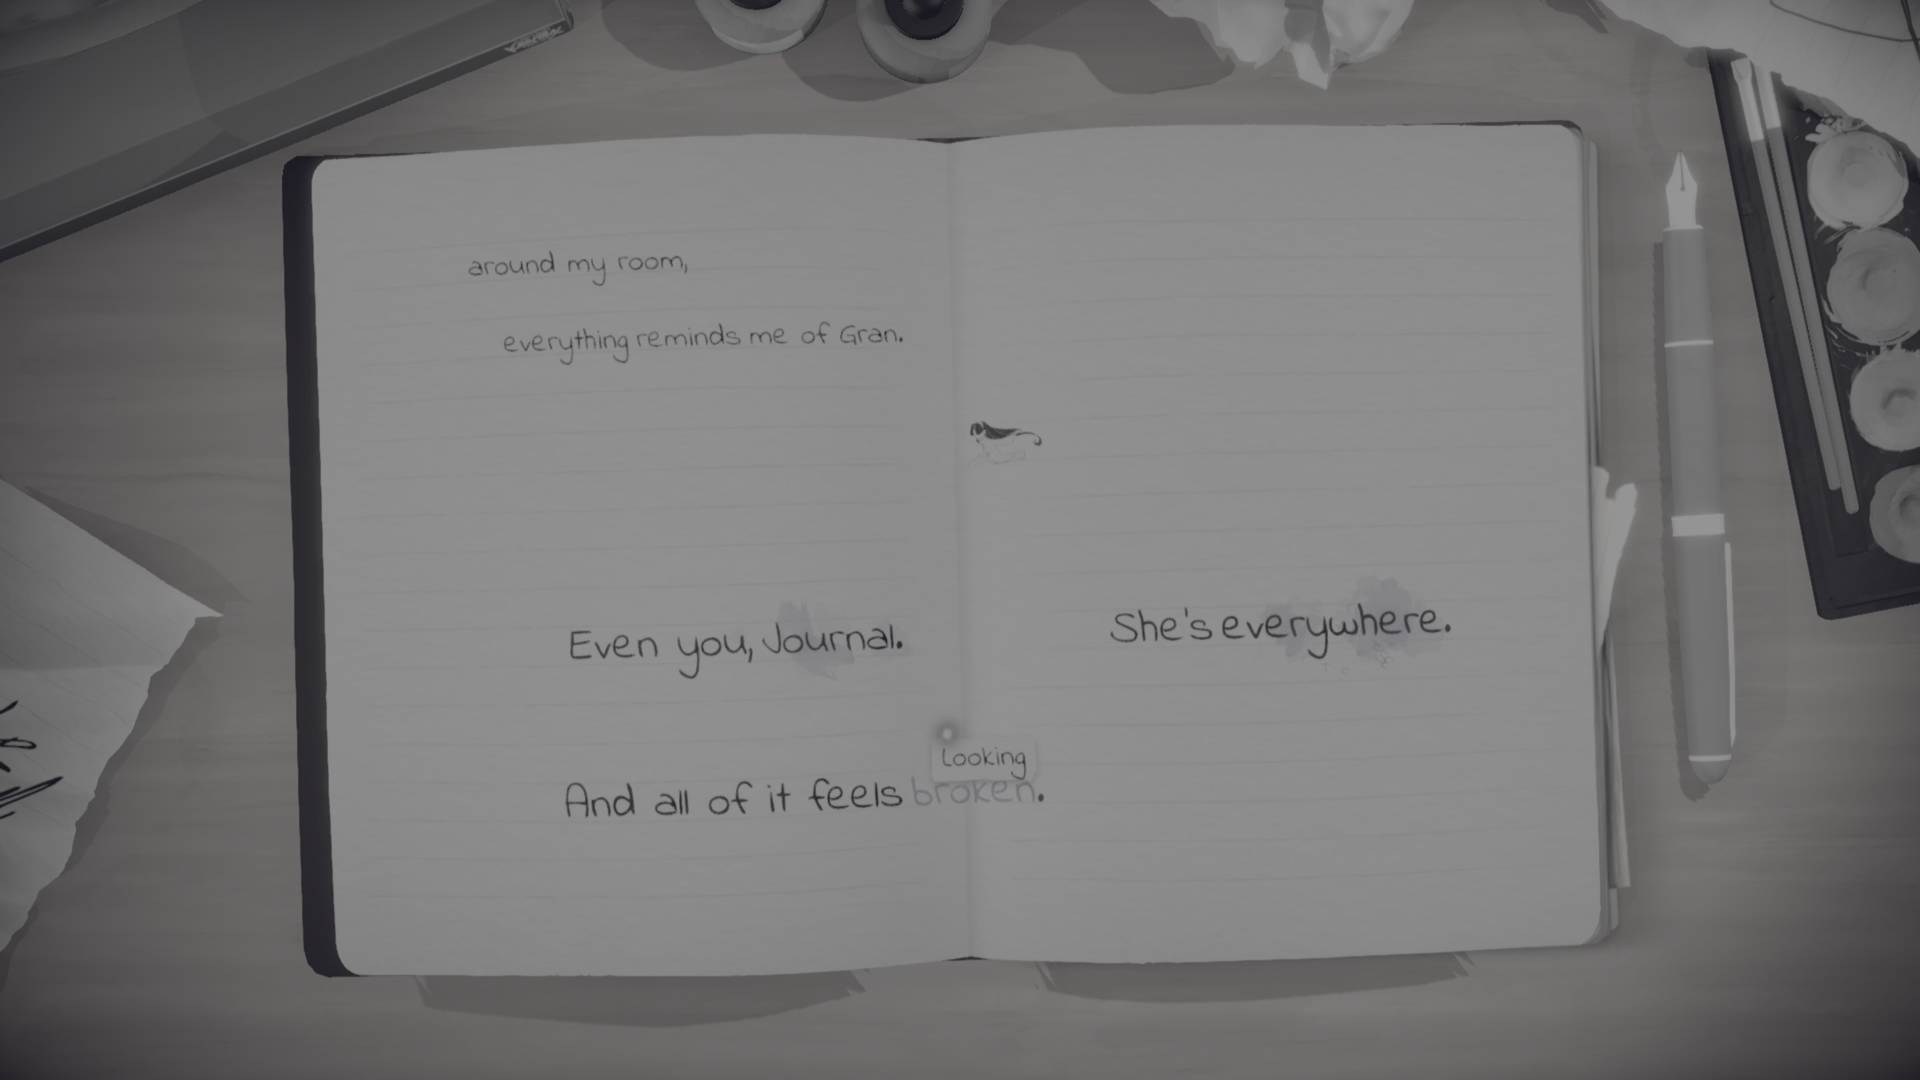 around my room,
everything reminds me of Gran.
Even you, Journal.
She's everywhere.
Looking
And all of it feels broken.